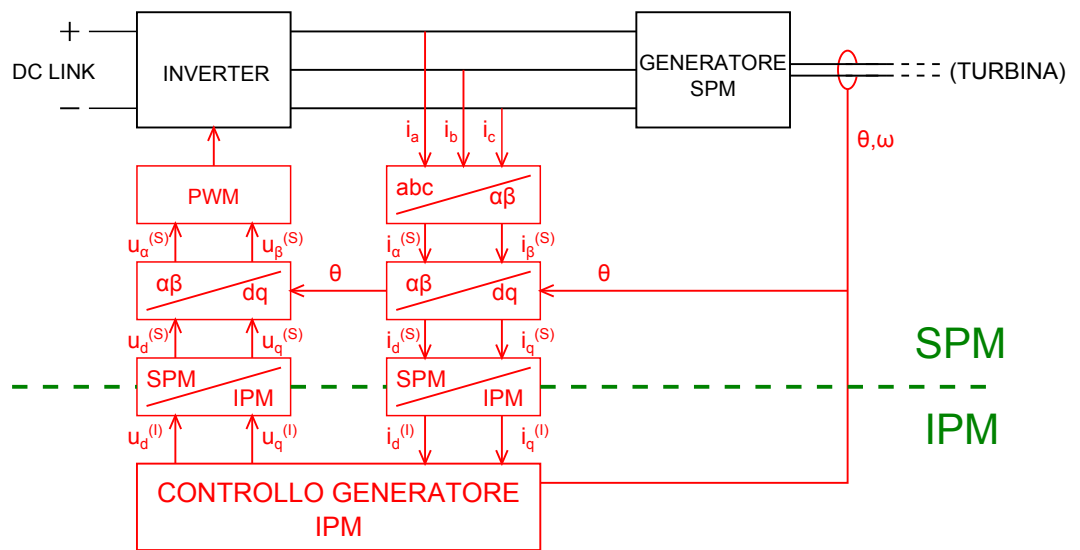 +
DC LINK
−
INVERTER
GENERATORE
SPM
(TURBINA)
i_a
i_b
i_c
θ,ω
PWM
abc
αβ
u_α^(S)
u_β^(S)
i_α^(S)
i_β^(S)
αβ
dq
θ
αβ
dq
θ
u_d^(S)
u_q^(S)
i_d^(S)
i_q^(S)
SPM
SPM
IPM
SPM
IPM
IPM
u_d^(I)
u_q^(I)
i_d^(I)
i_q^(I)
CONTROLLO GENERATORE
IPM